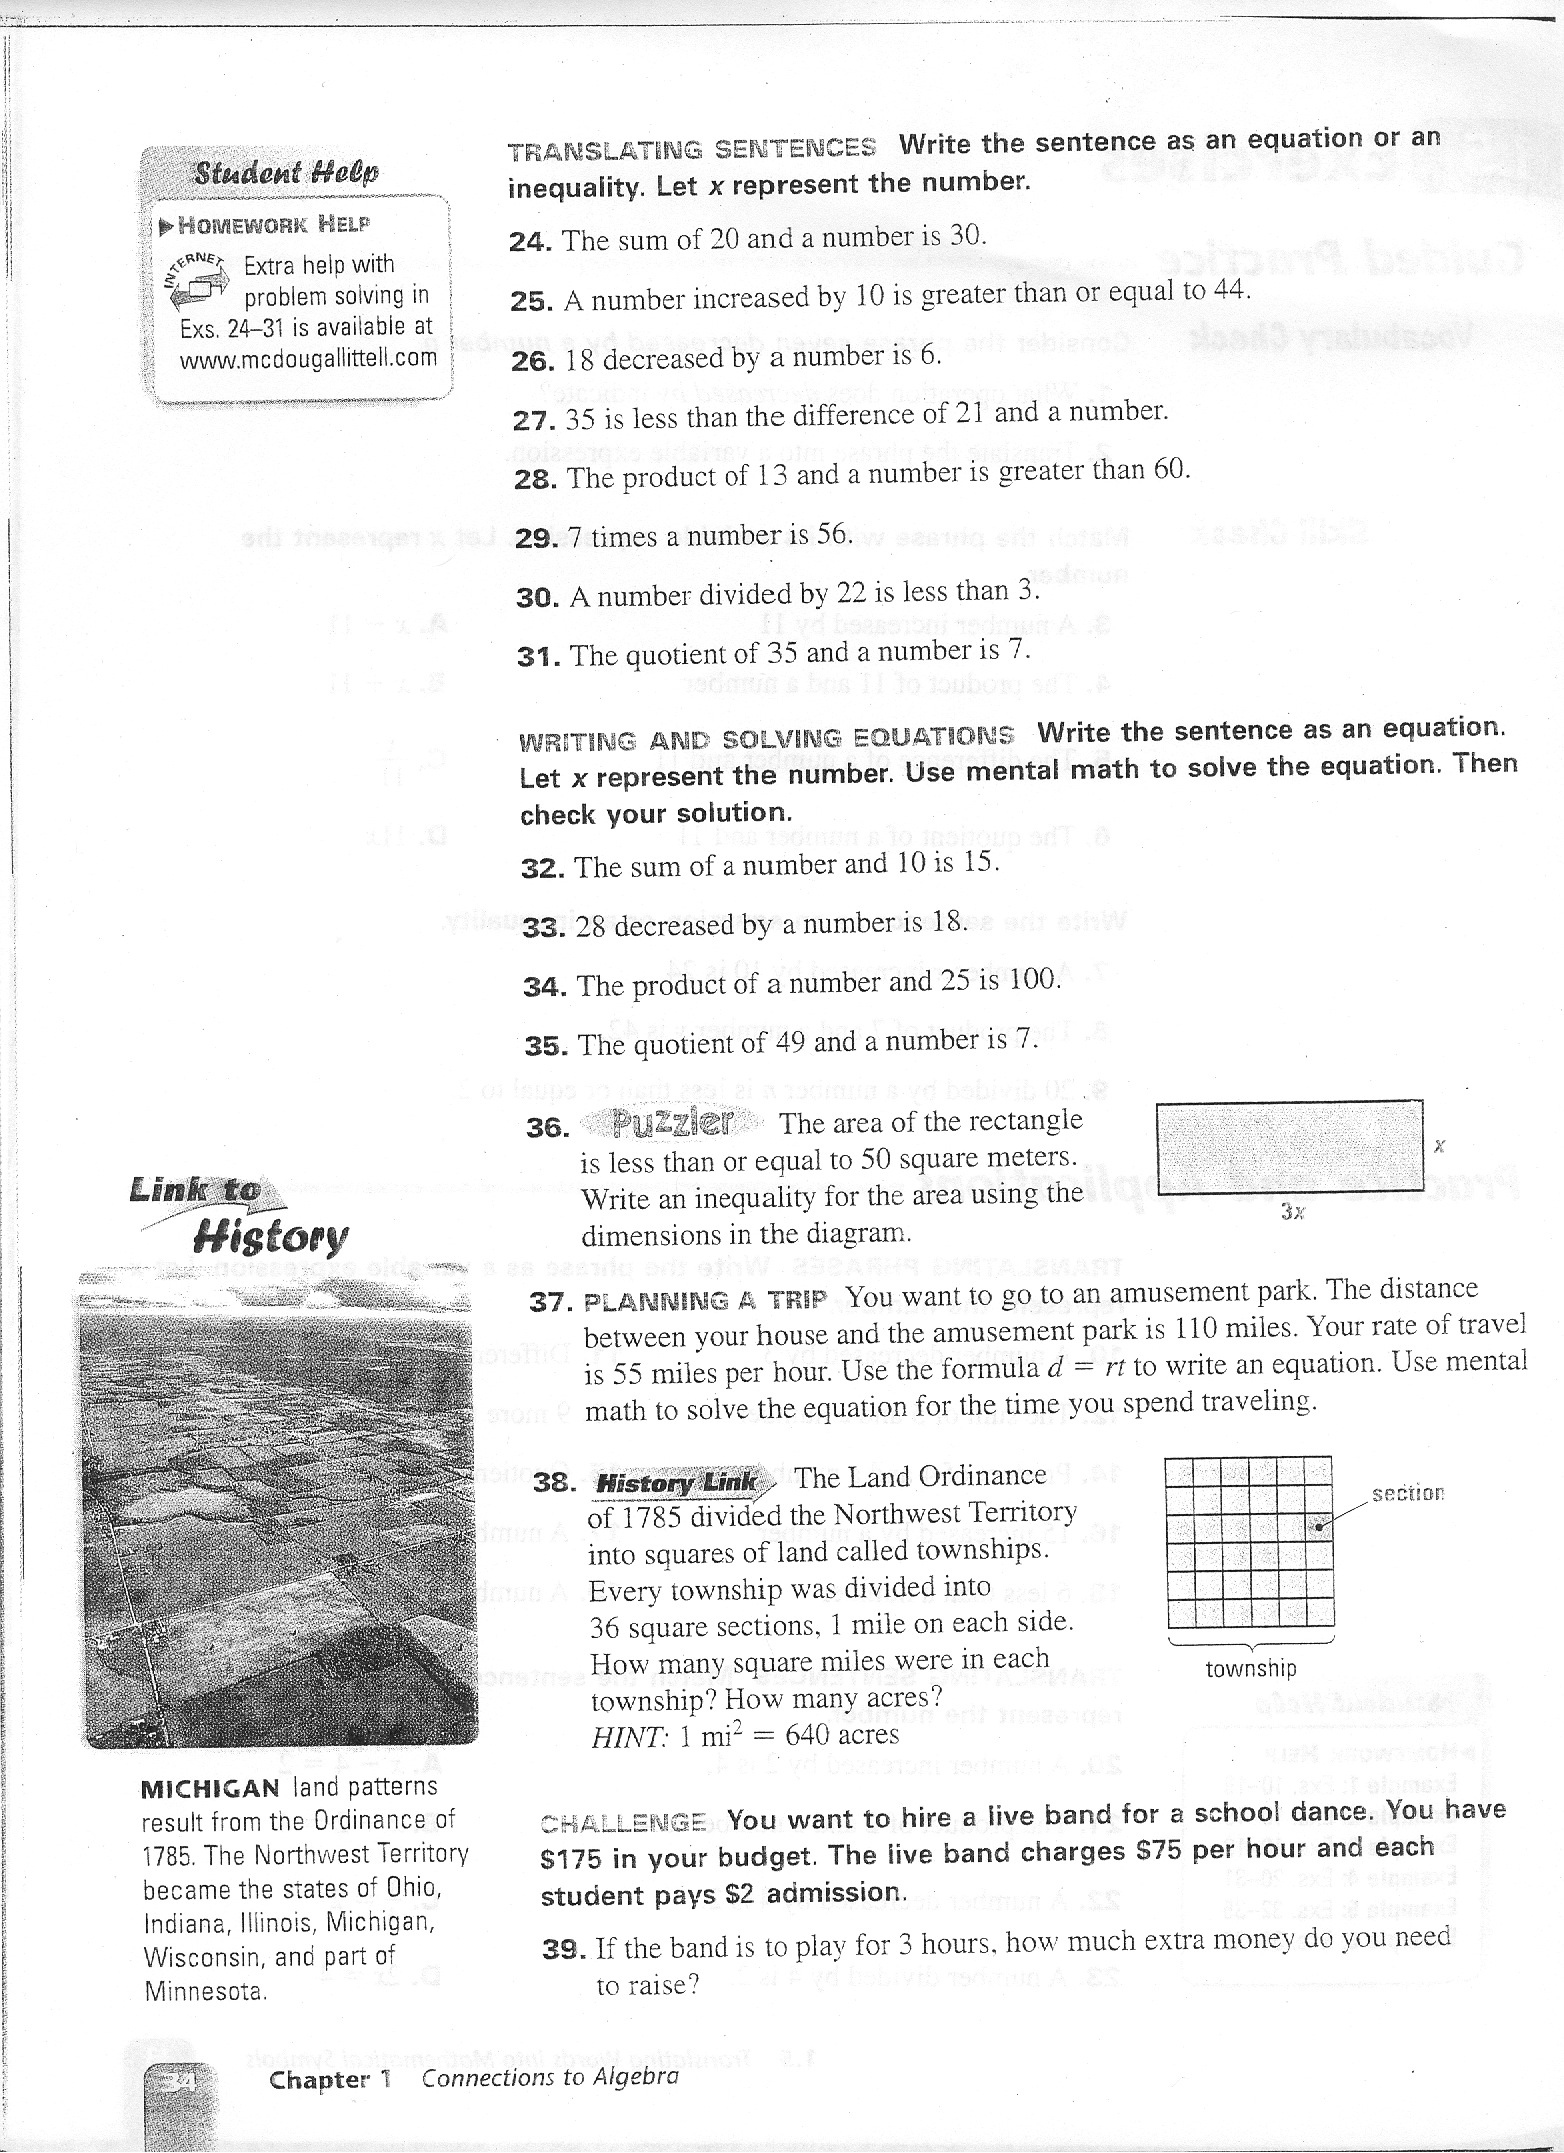 Student Help
HOMEWORK HELP
INTERNET
Extra help with
problem solving in
Exs. 24–31 is available at
www.mcdougallittell.com
TRANSLATING SENTENCES Write the sentence as an equation or an
inequality. Let x represent the number.
24. The sum of 20 and a number is 30.
25. A number increased by 10 is greater than or equal to 44.
26. 18 decreased by a number is 6.
27. 35 is less than the difference of 21 and a number.
28. The product of 13 and a number is greater than 60.
29. 7 times a number is 56.
30. A number divided by 22 is less than 3.
31. The quotient of 35 and a number is 7.
WRITING AND SOLVING EQUATIONS Write the sentence as an equation.
Let x represent the number. Use mental math to solve the equation. Then
check your solution.
32. The sum of a number and 10 is 15.
33. 28 decreased by a number is 18.
34. The product of a number and 25 is 100.
35. The quotient of 49 and a number is 7.
36. Puzzler The area of the rectangle
is less than or equal to 50 square meters.
Write an inequality for the area using the
dimensions in the diagram.
x
3x
Link to
History
37. PLANNING A TRIP You want to go to an amusement park. The distance
between your house and the amusement park is 110 miles. Your rate of travel
is 55 miles per hour. Use the formula d = rt to write an equation. Use mental
math to solve the equation for the time you spend traveling.
38. History Link The Land Ordinance
of 1785 divided the Northwest Territory
into squares of land called townships.
Every township was divided into
36 square sections, 1 mile on each side.
How many square miles were in each
township? How many acres?
HINT: 1 mi² = 640 acres
section
township
MICHIGAN land patterns
result from the Ordinance of
1785. The Northwest Territory
became the states of Ohio,
Indiana, Illinois, Michigan,
Wisconsin, and part of
Minnesota.
CHALLENGE You want to hire a live band for a school dance. You have
$175 in your budget. The live band charges $75 per hour and each
student pays $2 admission.
39. If the band is to play for 3 hours, how much extra money do you need
to raise?
34 Chapter 1 Connections to Algebra